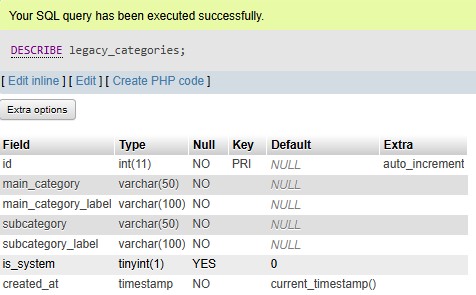 Your SQL query has been executed successfully.
DESCRIBE legacy_categories;
[ Edit inline ] [ Edit ] [ Create PHP code ]
Extra options
Field Type Null Key Default Extra
id int(11) NO PRI NULL auto_increment
main_category varchar(50) NO NULL
main_category_label varchar(100) NO NULL
subcategory varchar(50) NO NULL
subcategory_label varchar(100) NO NULL
is_system tinyint(1) YES 0
created_at timestamp NO current_timestamp()